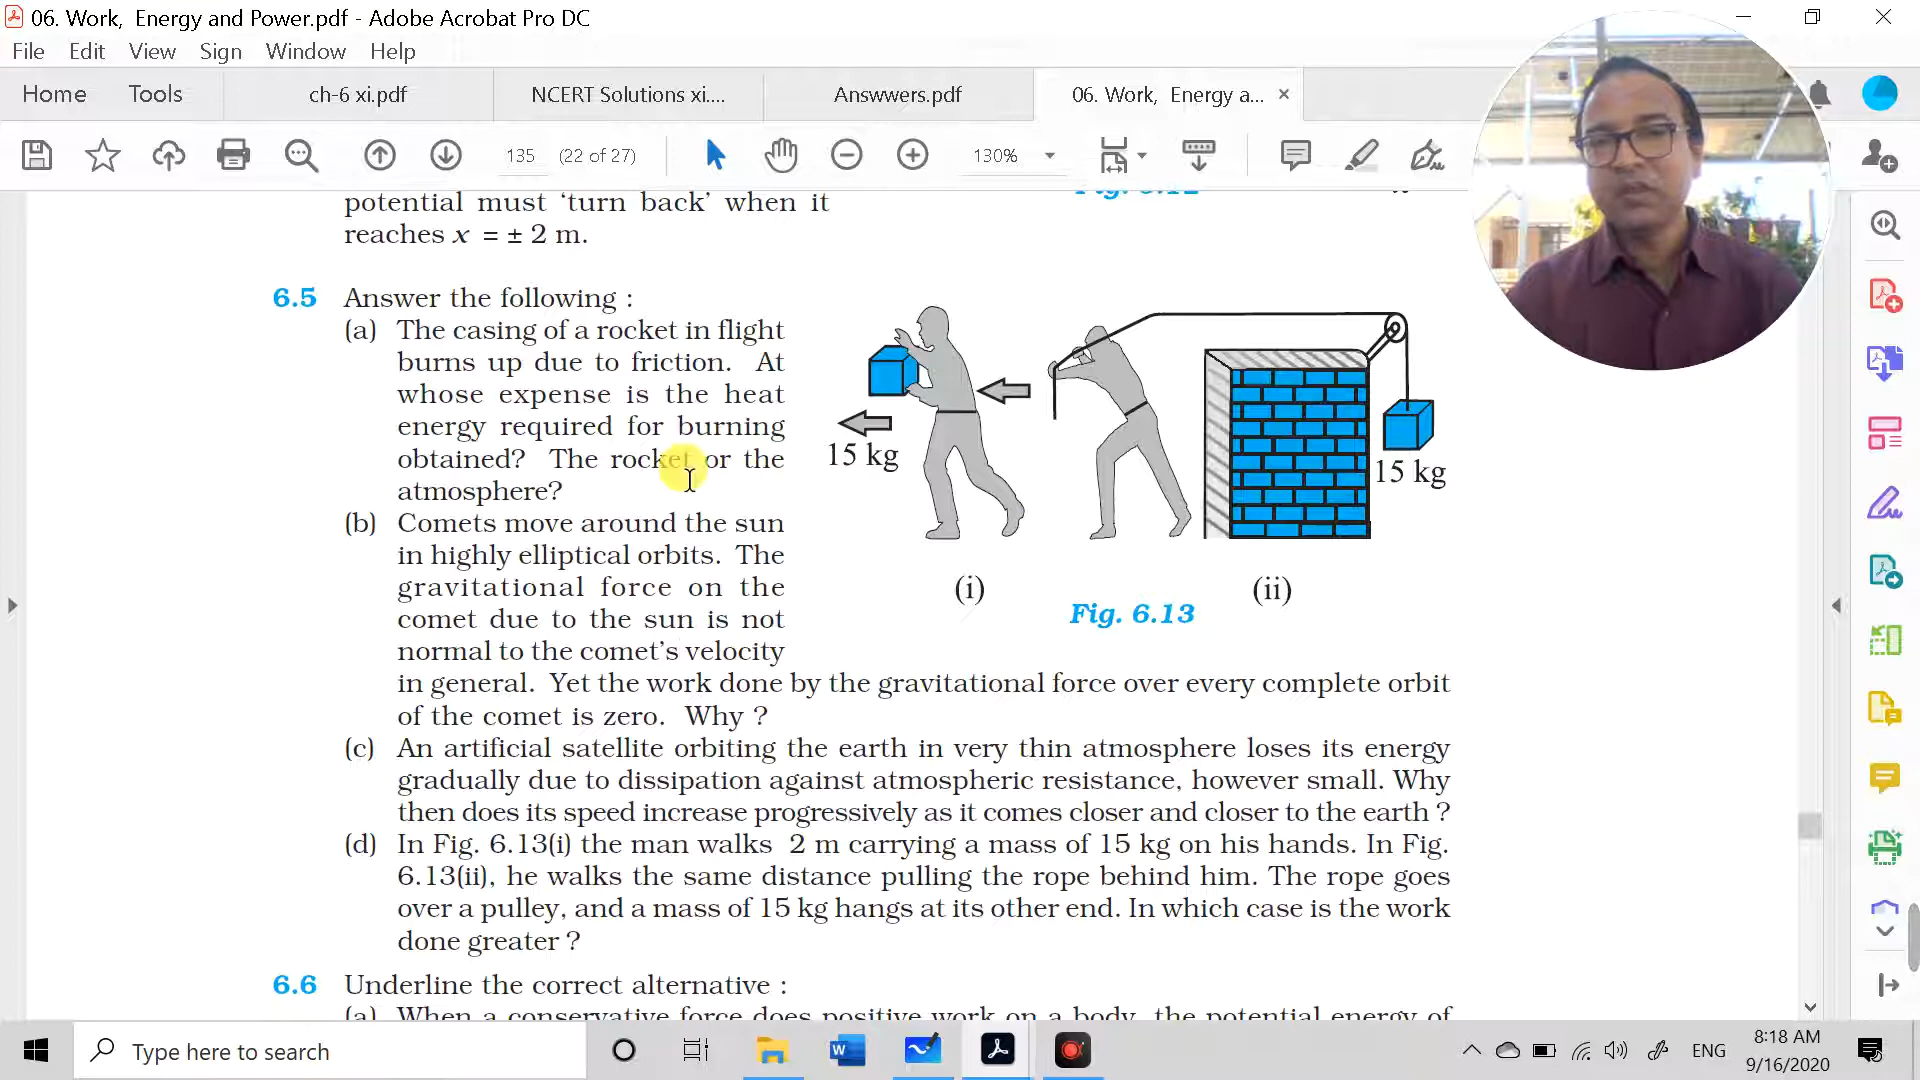 06. Work, Energy and Power.pdf - Adobe Acrobat Pro DC
File Edit View Sign Window Help
Home Tools ch-6 xi.pdf NCERT Solutions xi.... Answwers.pdf 06. Work, Energy a... ×
135 (22 of 27) 130%
potential must ‘turn back’ when it
reaches x = ± 2 m.
6.5 Answer the following :
(a) The casing of a rocket in flight
burns up due to friction. At
whose expense is the heat
energy required for burning
obtained? The rocket or the
atmosphere?
(b) Comets move around the sun
in highly elliptical orbits. The
gravitational force on the
comet due to the sun is not
normal to the comet’s velocity
in general. Yet the work done by the gravitational force over every complete orbit
of the comet is zero. Why ?
(c) An artificial satellite orbiting the earth in very thin atmosphere loses its energy
gradually due to dissipation against atmospheric resistance, however small. Why
then does its speed increase progressively as it comes closer and closer to the earth ?
(d) In Fig. 6.13(i) the man walks 2 m carrying a mass of 15 kg on his hands. In Fig.
6.13(ii), he walks the same distance pulling the rope behind him. The rope goes
over a pulley, and a mass of 15 kg hangs at its other end. In which case is the work
done greater ?
15 kg
15 kg
(i)
(ii)
Fig. 6.13
6.6 Underline the correct alternative :
(a) When a conservative force does positive work on a body, the potential energy of
Type here to search
ENG
8:18 AM
9/16/2020